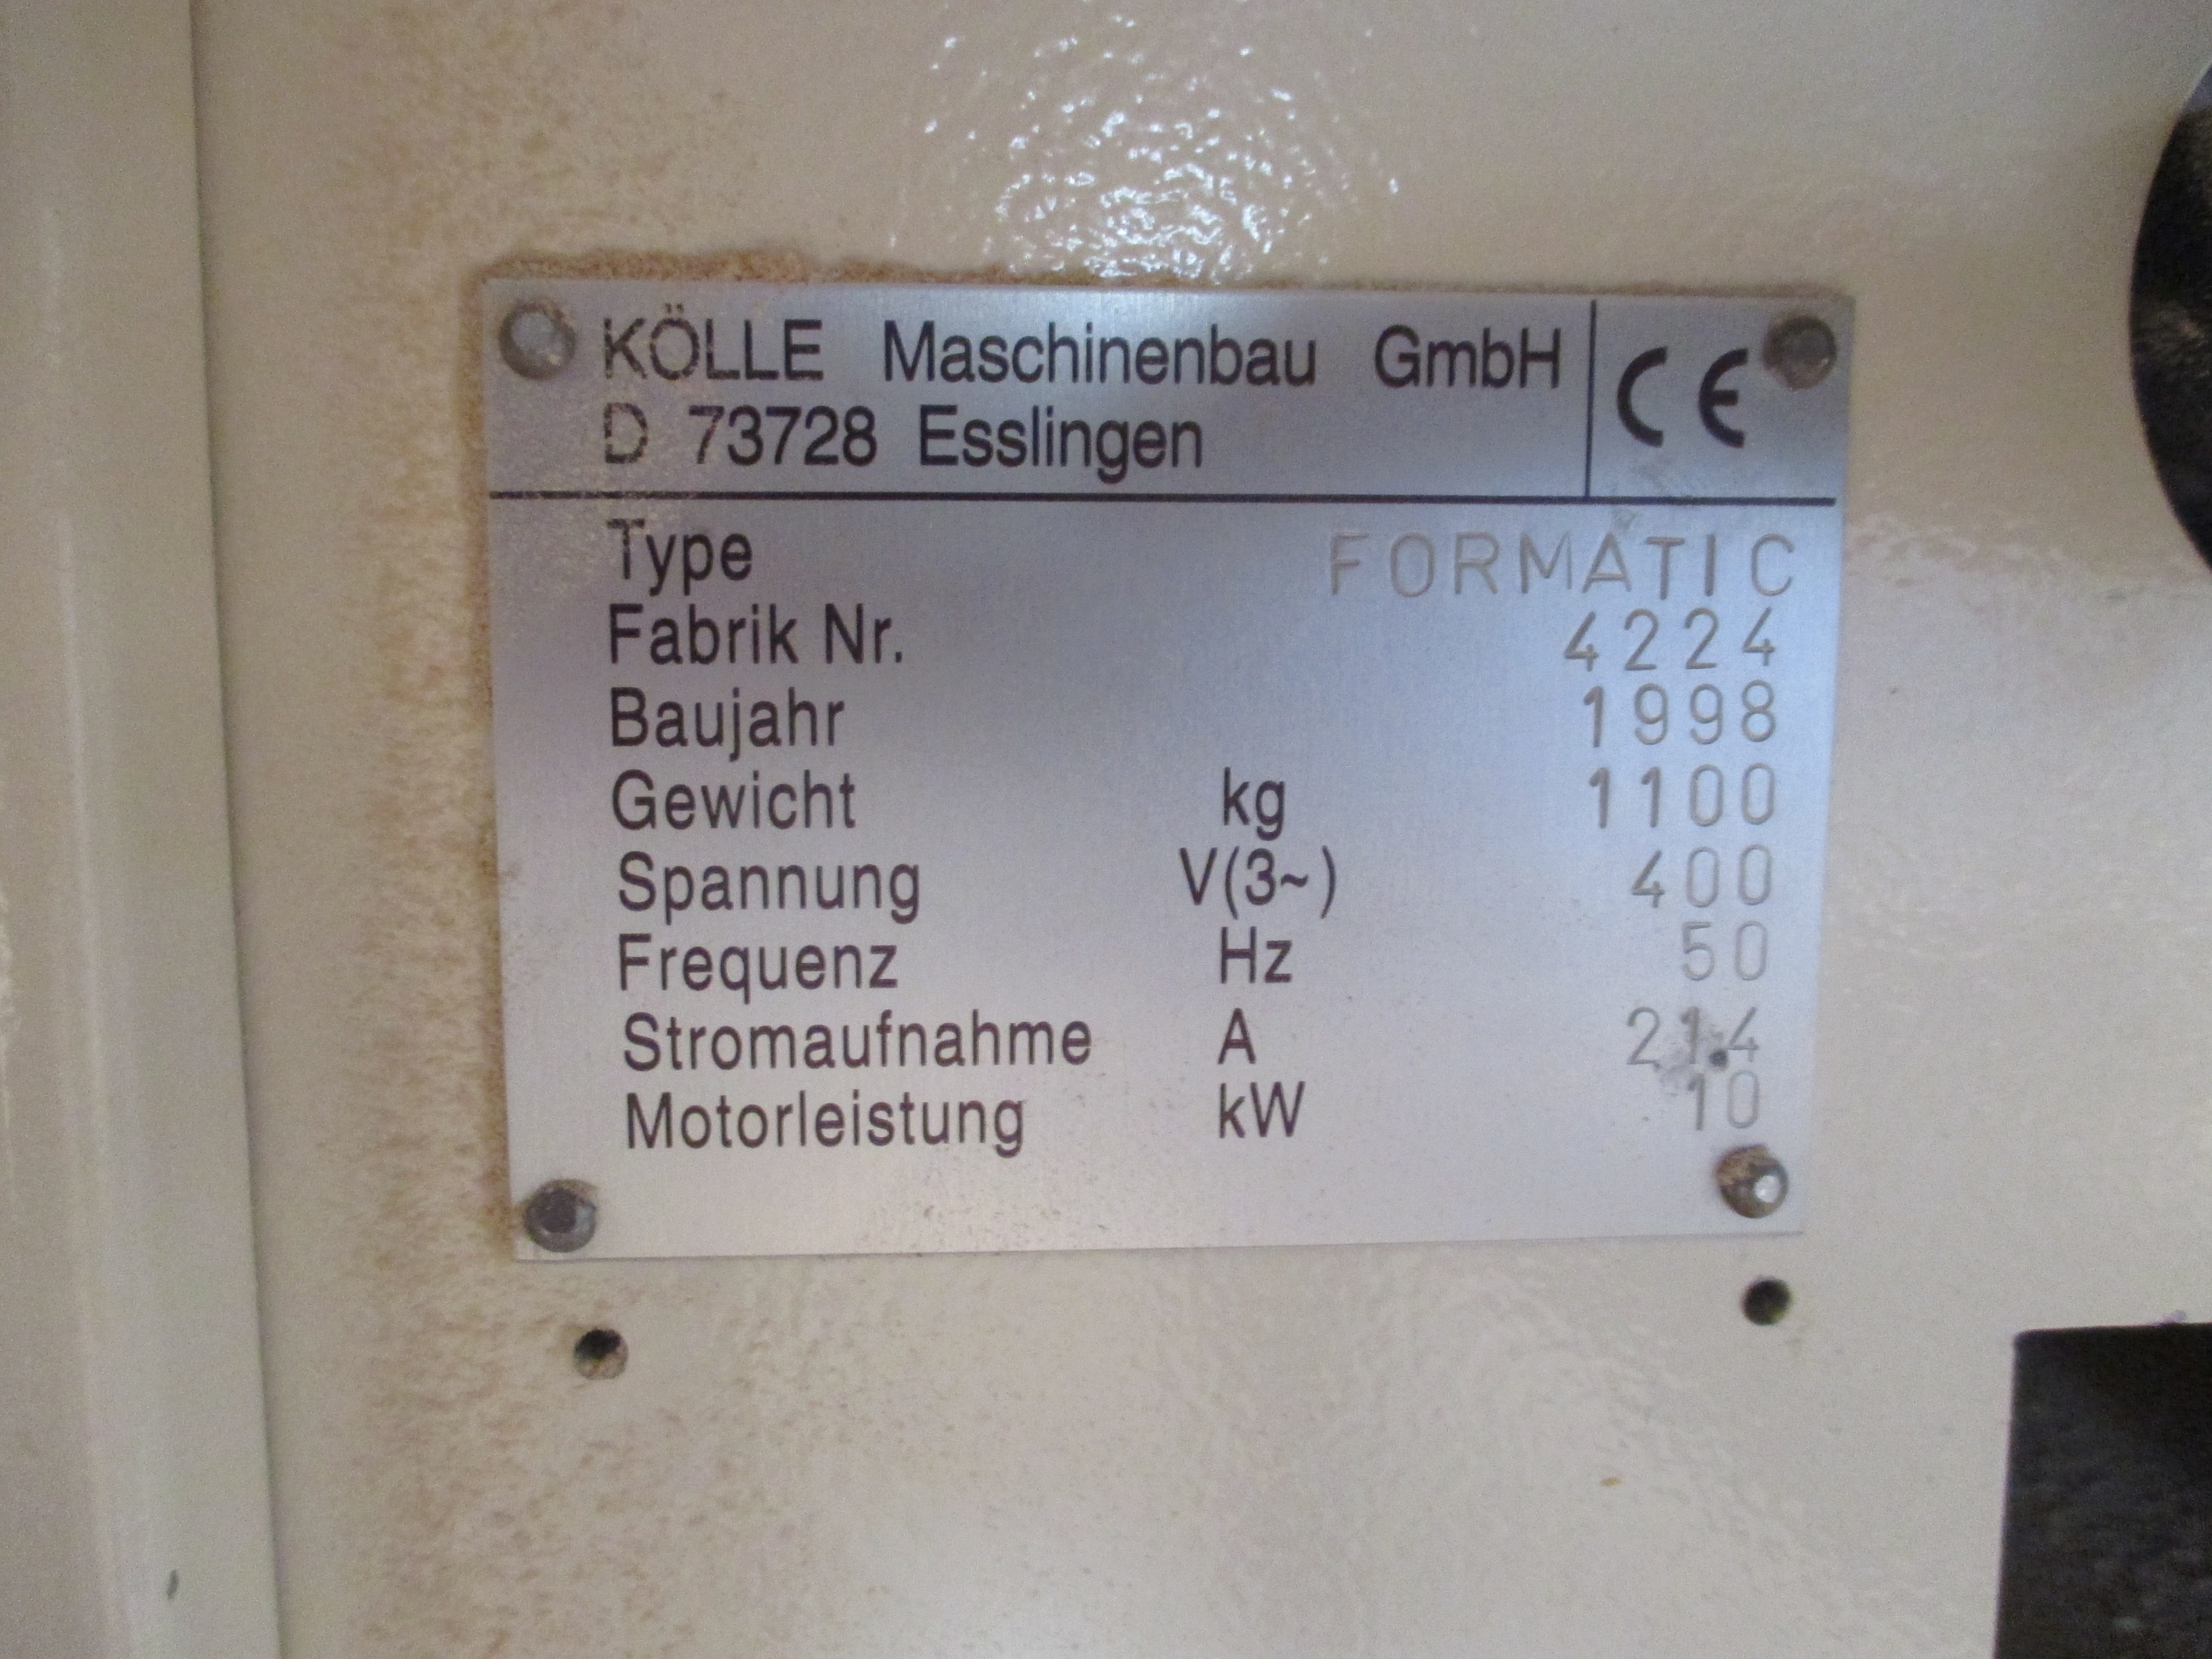 KÖLLE Maschinenbau GmbH
D 73728 Esslingen
CE
Type FORMATIC
Fabrik Nr. 4224
Baujahr 1998
Gewicht kg 1100
Spannung V(3~) 400
Frequenz Hz 50
Stromaufnahme A 21.4
Motorleistung kW 10